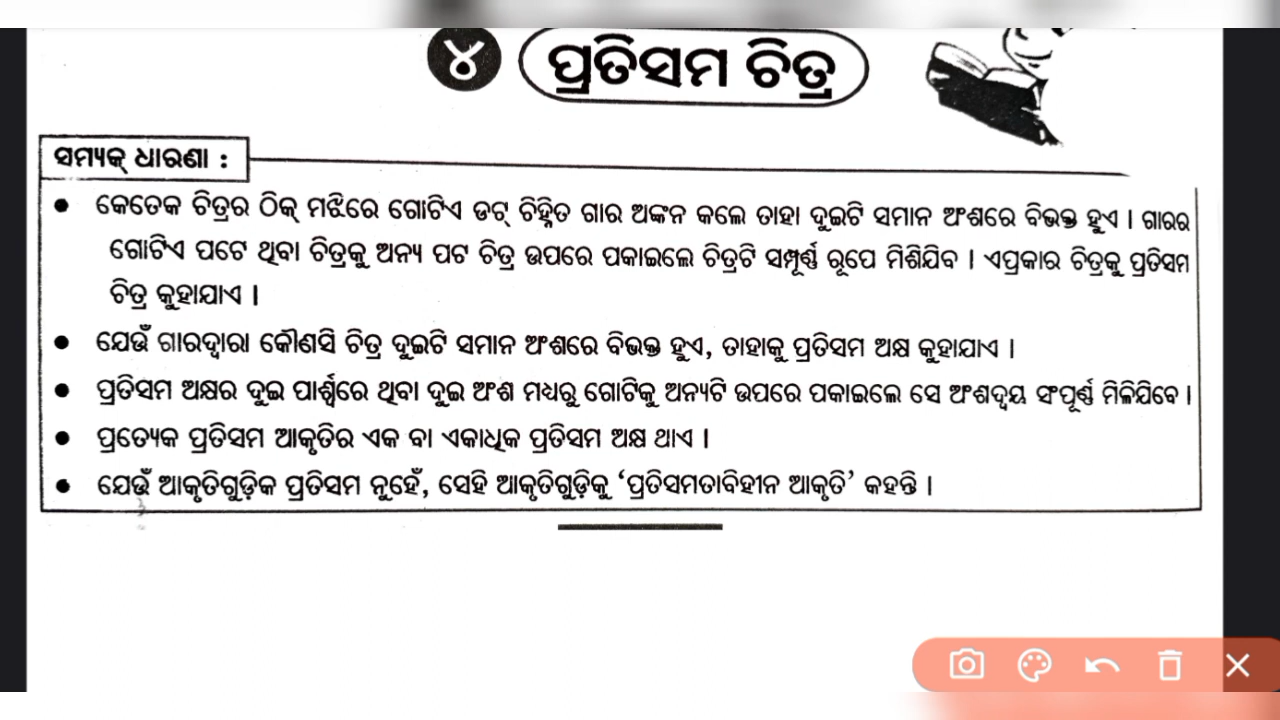 ୪ ପ୍ରତିସମ ଚିତ୍ର
ସମ୍ୟକ୍ ଧାରଣା :
● କେତେକ ଚିତ୍ରର ଠିକ୍ ମଝିରେ ଗୋଟିଏ ଡଟ୍ ଚିହ୍ନିତ ଗାର ଅଙ୍କନ କଲେ ତାହା ଦୁଇଟି ସମାନ ଅଂଶରେ ବିଭକ୍ତ ହୁଏ । ଗାରର
ଗୋଟିଏ ପଟେ ଥିବା ଚିତ୍ରକୁ ଅନ୍ୟ ପଟ ଚିତ୍ର ଉପରେ ପକାଇଲେ ଚିତ୍ରଟି ସମ୍ପୂର୍ଣ୍ଣ ରୂପେ ମିଶିଯିବ । ଏପ୍ରକାର ଚିତ୍ରକୁ ପ୍ରତିସମ
ଚିତ୍ର କୁହାଯାଏ ।
● ଯେଉଁ ଗାରଦ୍ଵାରା କୌଣସି ଚିତ୍ର ଦୁଇଟି ସମାନ ଅଂଶରେ ବିଭକ୍ତ ହୁଏ, ତାହାକୁ ପ୍ରତିସମ ଅକ୍ଷ କୁହାଯାଏ ।
● ପ୍ରତିସମ ଅକ୍ଷର ଦୁଇ ପାର୍ଶ୍ଵରେ ଥିବା ଦୁଇ ଅଂଶ ମଧ୍ୟରୁ ଗୋଟିକୁ ଅନ୍ୟଟି ଉପରେ ପକାଇଲେ ସେ ଅଂଶଦ୍ଵୟ ସଂପୂର୍ଣ୍ଣ ମିଳିଯିବେ ।
● ପ୍ରତ୍ୟେକ ପ୍ରତିସମ ଆକୃତିର ଏକ ବା ଏକାଧିକ ପ୍ରତିସମ ଅକ୍ଷ ଥାଏ ।
● ଯେଉଁ ଆକୃତିଗୁଡ଼ିକ ପ୍ରତିସମ ନୁହେଁ, ସେହି ଆକୃତିଗୁଡ଼ିକୁ ‘ପ୍ରତିସମତାବିହୀନ ଆକୃତି’ କହନ୍ତି ।